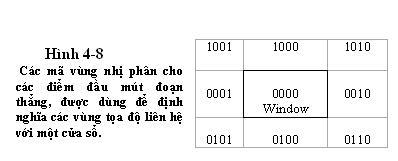 Hình 4-8
Các mã vùng nhị phân cho
các điểm đầu mút đoạn
thẳng, được dùng để định
nghĩa các vùng tọa độ liên hệ
với một cửa sổ.
1001 1000 1010
0001 0000 0010
Window
0101 0100 0110